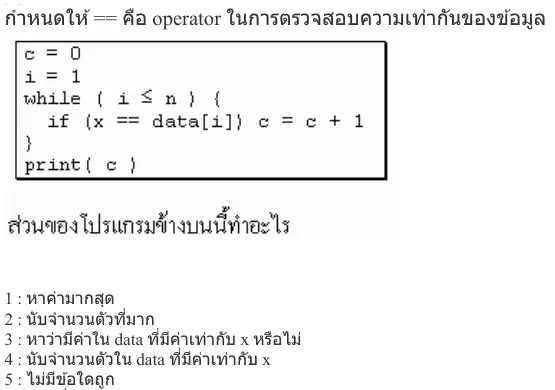 กำหนดให้ == คือ operator ในการตรวจสอบความเท่ากันของข้อมูล
c = 0
i = 1
while ( i ≤ n ) {
if (x == data[i]) c = c + 1
}
print( c )
ส่วนของโปรแกรมข้างบนนี้ทำอะไร
1 : หาค่ามากสุด
2 : นับจำนวนตัวที่มาก
3 : หาว่ามีค่าใน data ที่มีค่าเท่ากับ x หรือไม่
4 : นับจำนวนตัวใน data ที่มีค่าเท่ากับ x
5 : ไม่มีข้อใดถูก